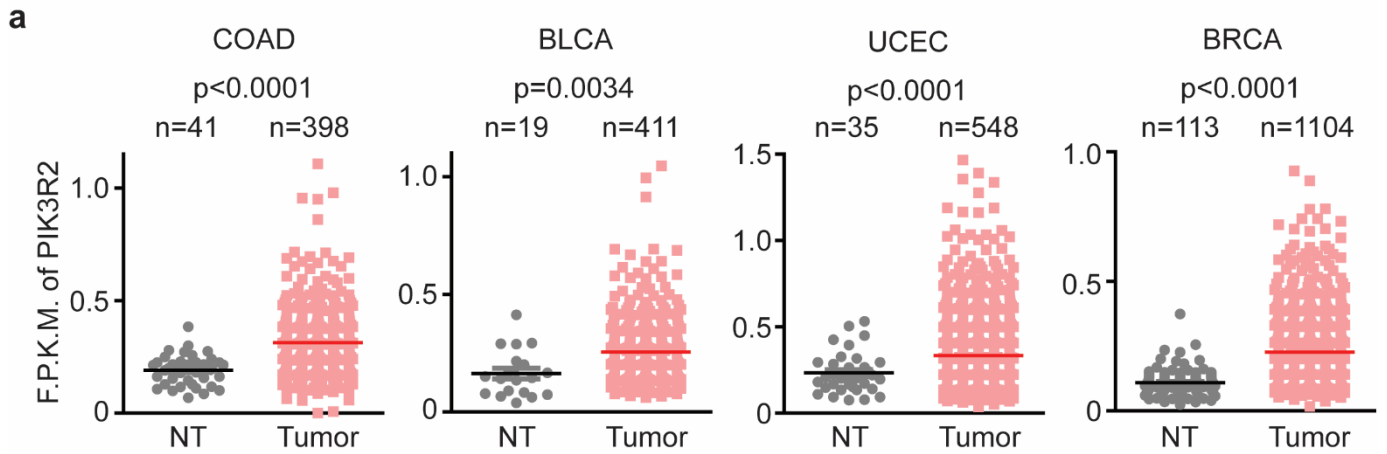 a
COAD BLCA UCEC BRCA
p<0.0001 p=0.0034 p<0.0001 p<0.0001
n=41 n=398 n=19 n=411 n=35 n=548 n=113 n=1104
F.P.K.M. of PIK3R2
1.0 1.0 1.5 1.0
1.0
0.5 0.5 0.5 0.5
0 0 0 0
NT Tumor NT Tumor NT Tumor NT Tumor